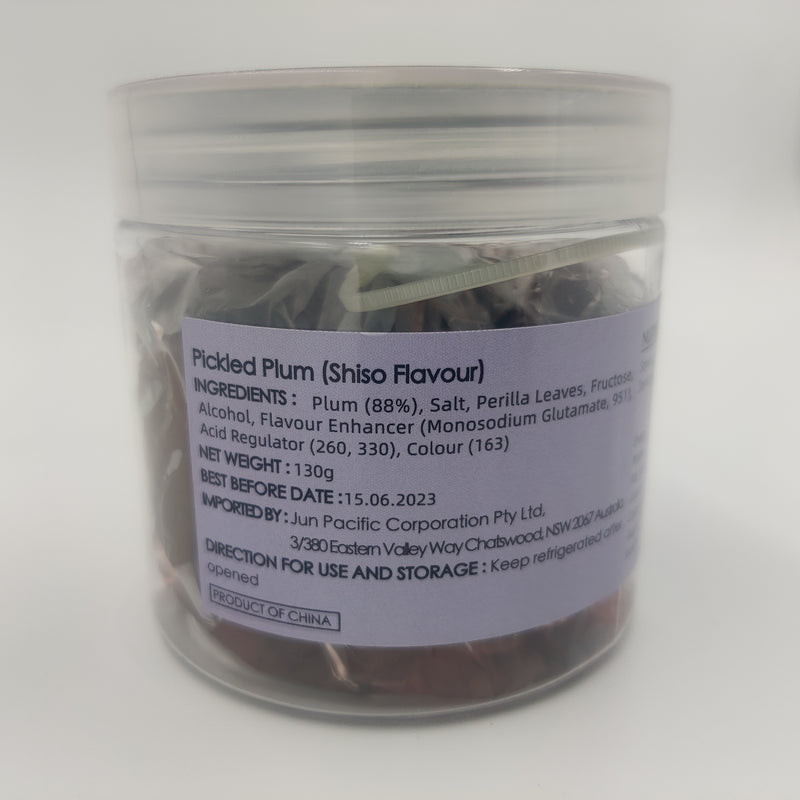 Pickled Plum (Shiso Flavour)
INGREDIENTS : Plum (88%), Salt, Perilla Leaves, Fructose,
Alcohol, Flavour Enhancer (Monosodium Glutamate, 951),
Acid Regulator (260, 330), Colour (163)
NET WEIGHT : 130g
BEST BEFORE DATE : 15.06.2023
IMPORTED BY : Jun Pacific Corporation Pty Ltd,
3/380 Eastern Valley Way Chatswood, NSW 2067 Australia
DIRECTION FOR USE AND STORAGE : Keep refrigerated after
opened
PRODUCT OF CHINA